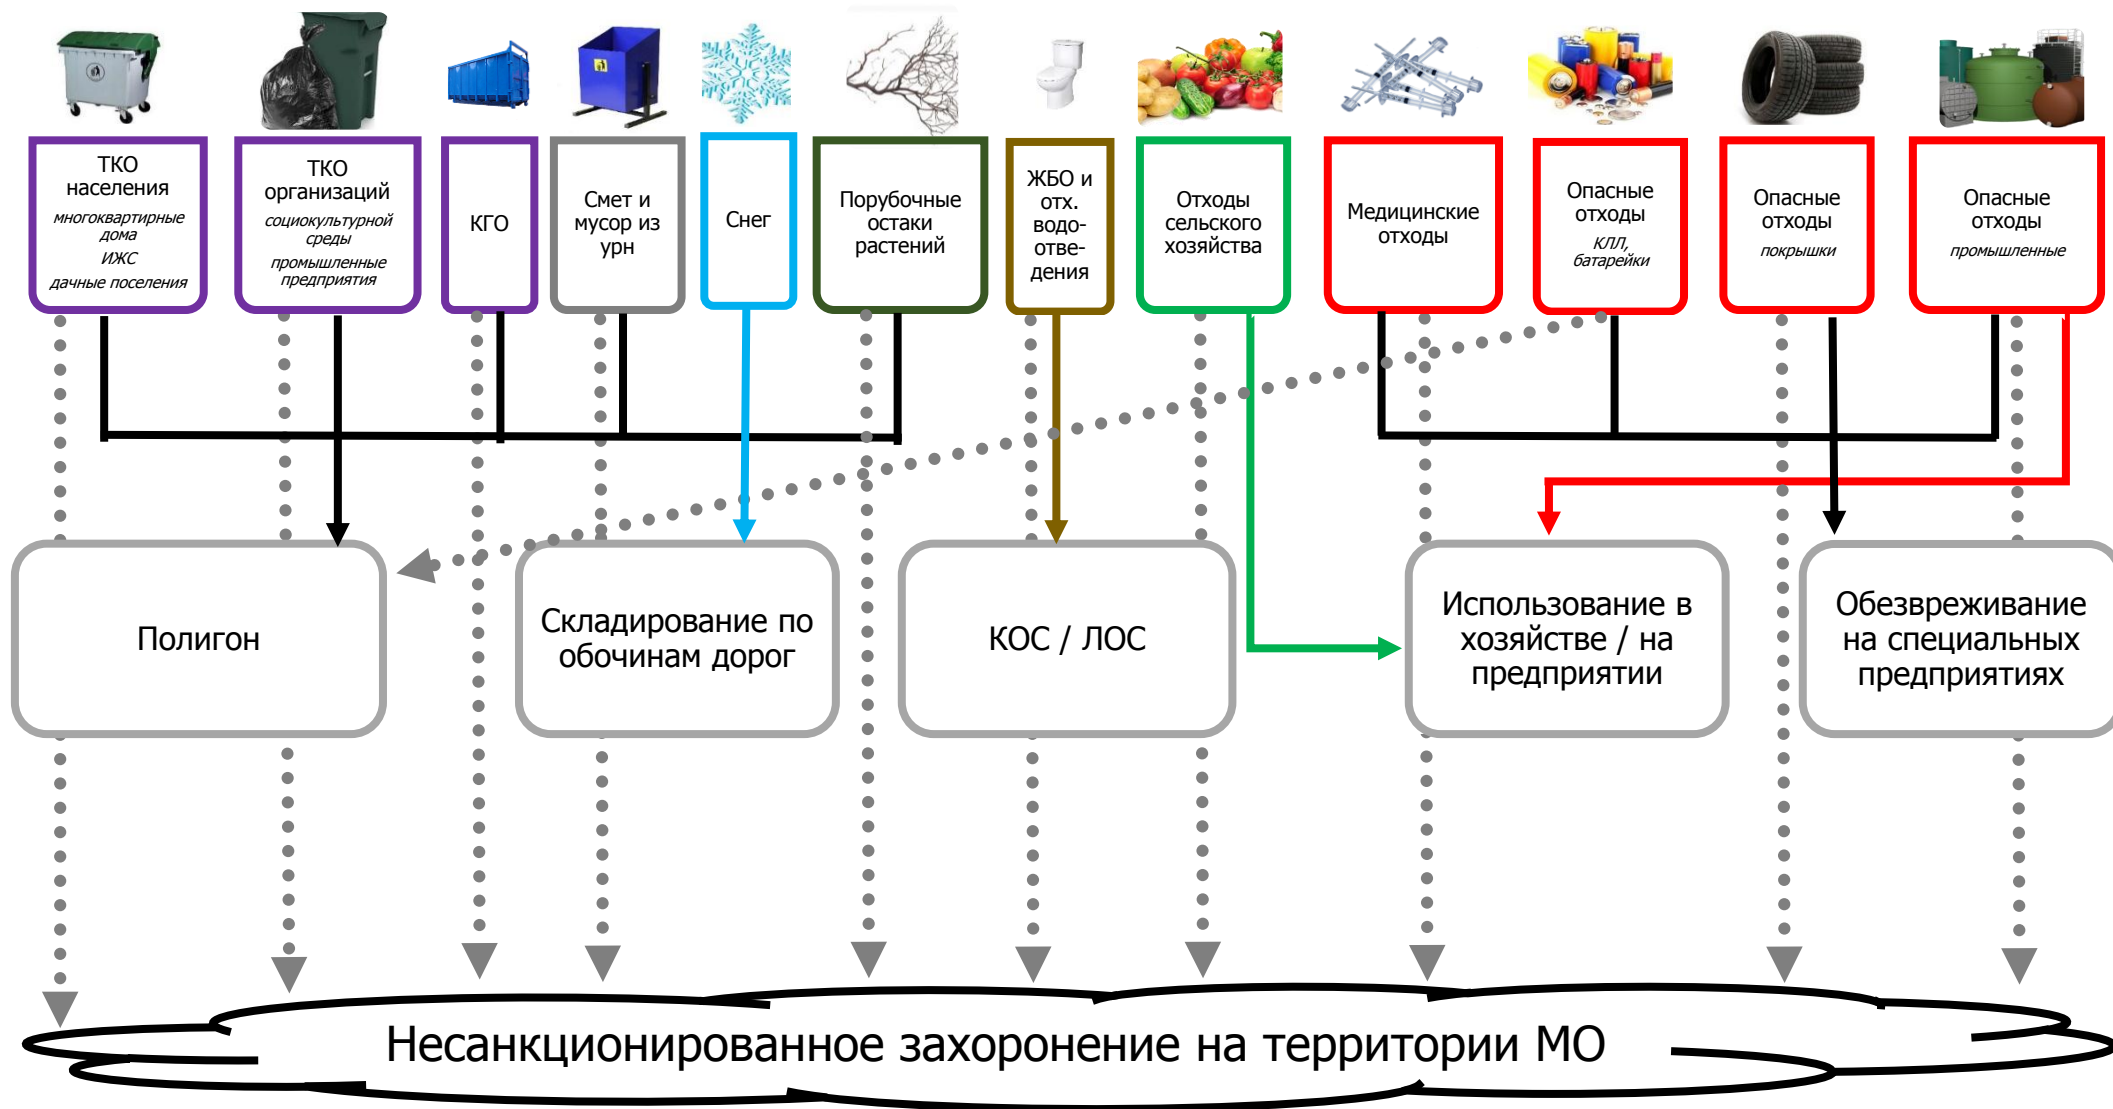 ТКО
населения
многоквартирные
дома
ИЖС
дачные поселения
ТКО
организаций
социокультурной
среды
промышленные
предприятия
КГО
Смет и
мусор из
урн
Снег
Порубочные
остаки
растений
ЖБО и
отх.
водо-
отве-
дения
Отходы
сельского
хозяйства
Медицинские
отходы
Опасные
отходы
КЛЛ,
батарейки
Опасные
отходы
покрышки
Опасные
отходы
промышленные
Полигон
Складирование по
обочинам дорог
КОС / ЛОС
Использование в
хозяйстве / на
предприятии
Обезвреживание
на специальных
предприятиях
Несанкционированное захоронение на территории МО